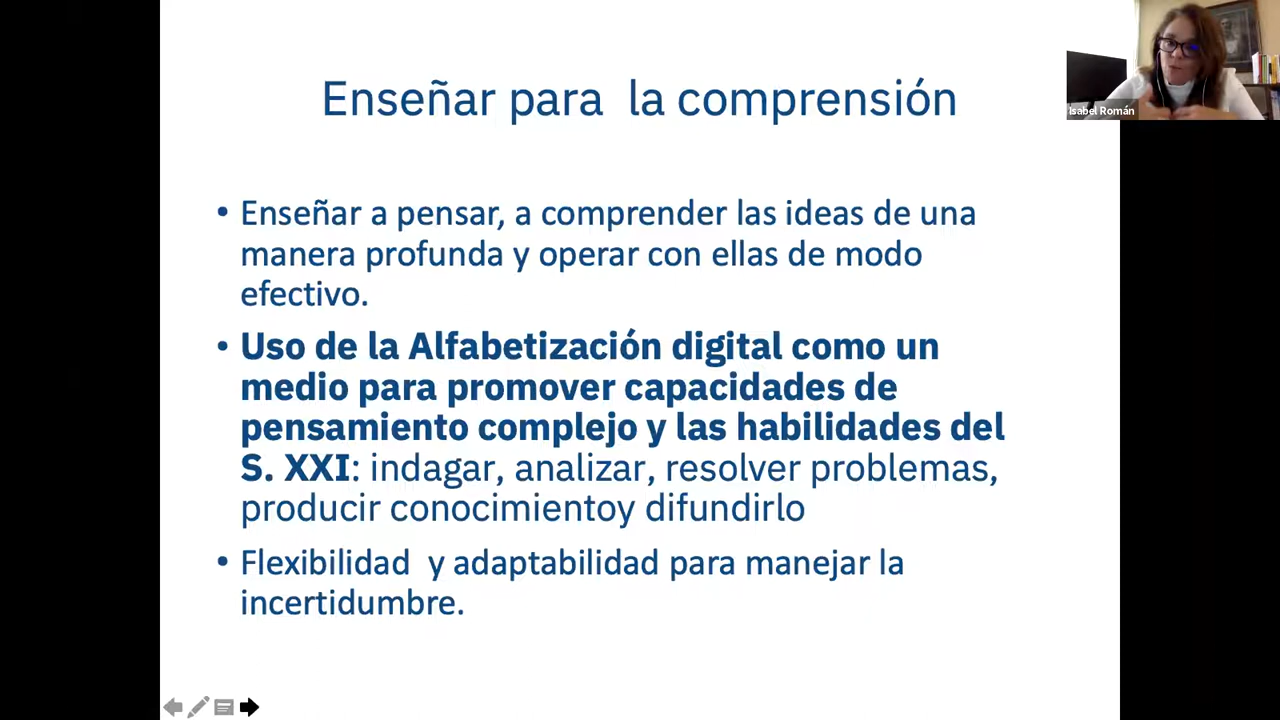 Enseñar para la comprensión
Isabel Román
• Enseñar a pensar, a comprender las ideas de una
manera profunda y operar con ellas de modo
efectivo.
• Uso de la Alfabetización digital como un
medio para promover capacidades de
pensamiento complejo y las habilidades del
S. XXI: indagar, analizar, resolver problemas,
producir conocimientoy difundirlo
• Flexibilidad y adaptabilidad para manejar la
incertidumbre.